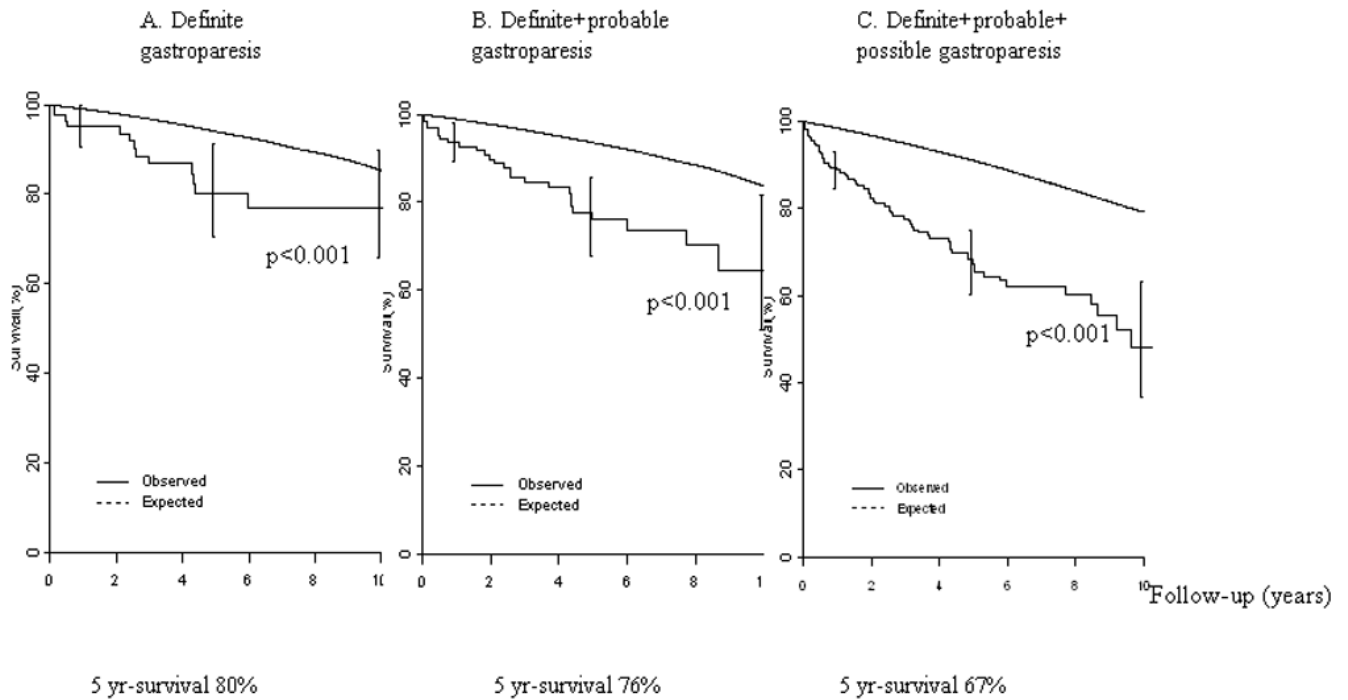 A. Definite
gastroparesis
B. Definite+probable
gastroparesis
C. Definite+probable+
possible gastroparesis
Survival(%)
100
80
60
40
20
0
p<0.001
Observed
Expected
0 2 4 6 8 10
Survival(%)
100
80
60
40
20
0
p<0.001
Observed
Expected
0 2 4 6 8 1
Survival(%)
100
80
60
40
20
0
p<0.001
Observed
Expected
0 2 4 6 8 10
Follow-up (years)
5 yr-survival 80%
5 yr-survival 76%
5 yr-survival 67%